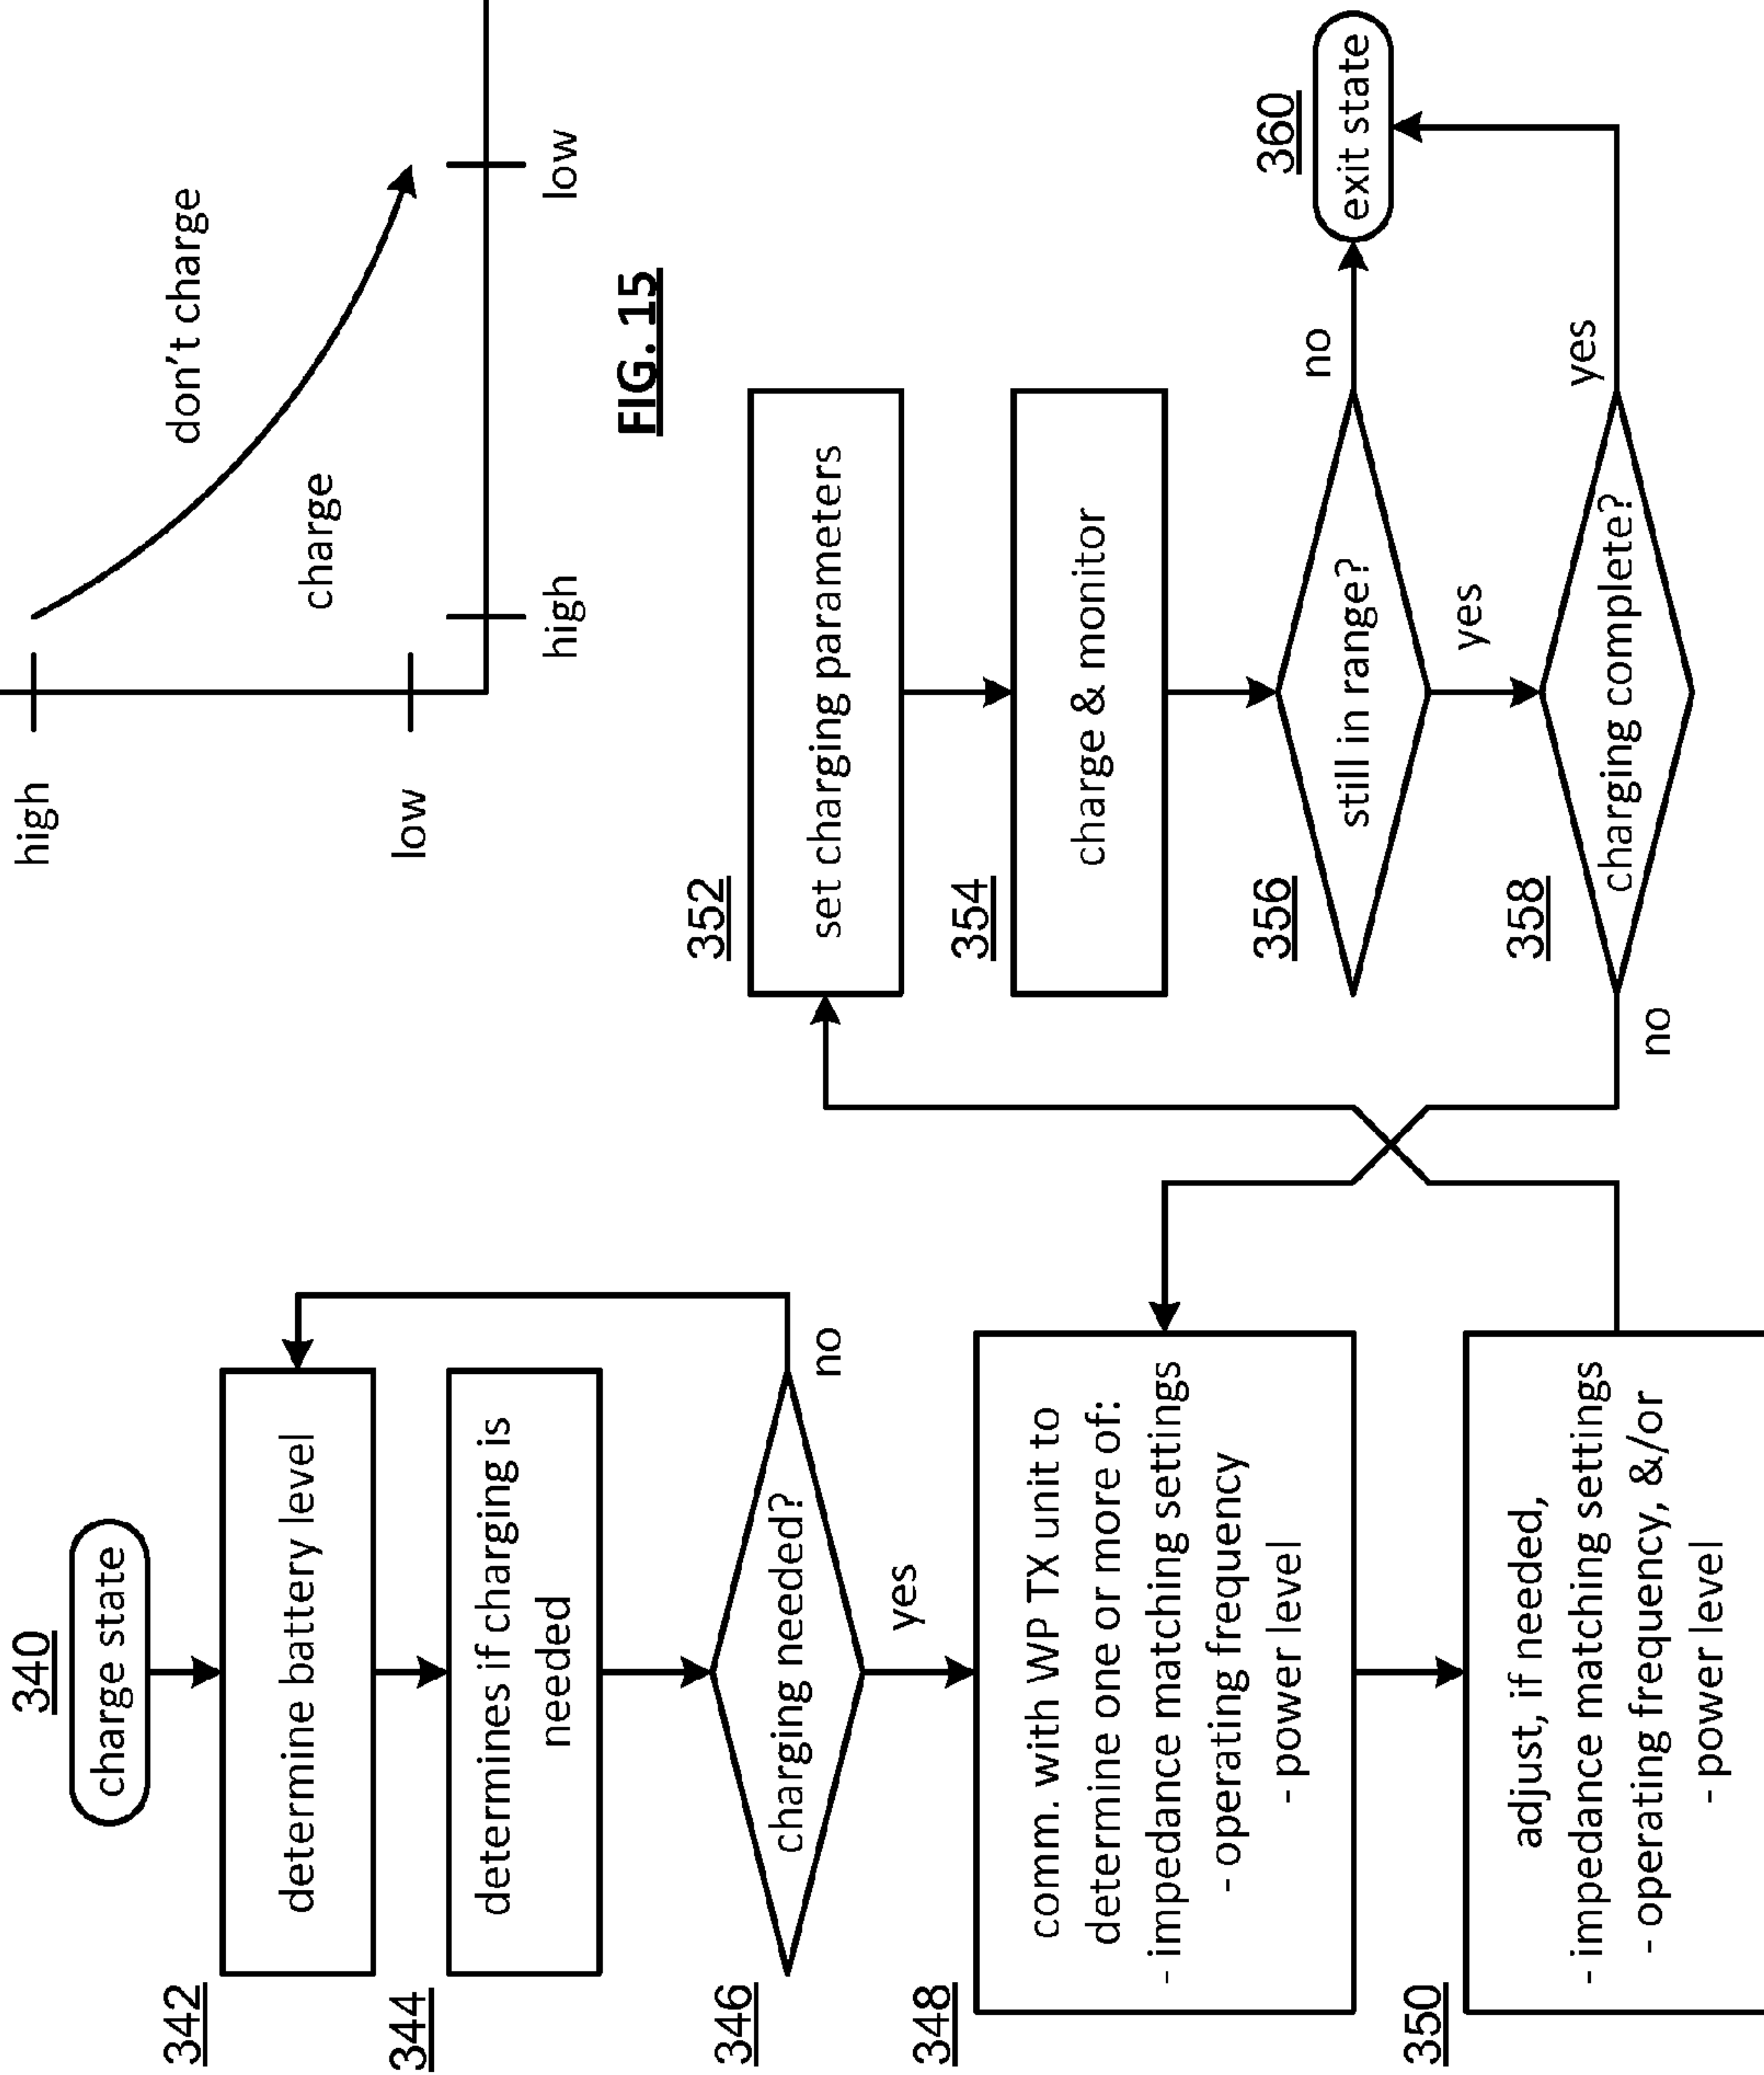 340
charge state
342
determine battery level
344
determines if charging is
needed
346
charging needed?
no
yes
348
comm. with WP TX unit to
determine one or more of:
- impedance matching settings
- operating frequency
- power level
350
adjust, if needed,
- impedance matching settings
- operating frequency, &/or
- power level
352
set charging parameters
354
charge & monitor
356
still in range?
no
yes
358
charging complete?
no
yes
360
exit state
high
low
don't charge
charge
high
low
FIG. 15